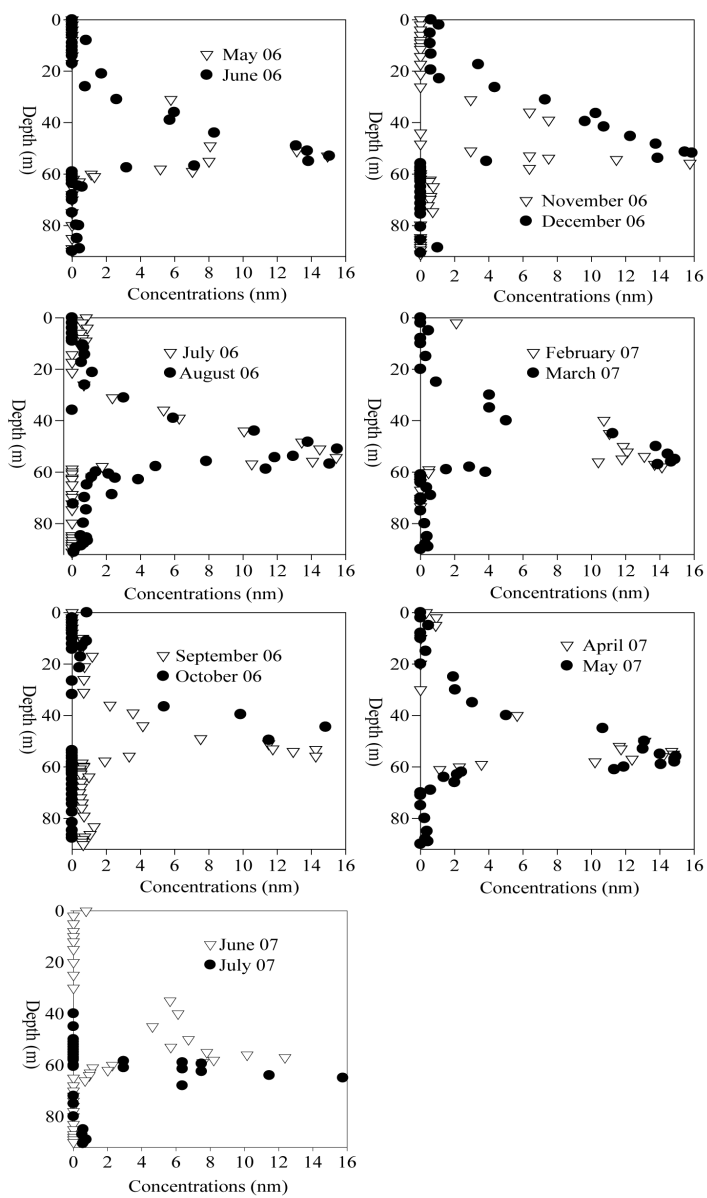 0
20
40
60
80
Depth (m)
May 06
June 06
0 2 4 6 8 10 12 14 16
Concentrations (nm)
0
20
40
60
80
Depth (m)
November 06
December 06
0 2 4 6 8 10 12 14 16
Concentrations (nm)
0
20
40
60
80
Depth (m)
July 06
August 06
0 2 4 6 8 10 12 14 16
Concentrations (nm)
0
20
40
60
80
Depth (m)
February 07
March 07
0 2 4 6 8 10 12 14 16
Concentrations (nm)
0
20
40
60
80
Depth (m)
September 06
October 06
0 2 4 6 8 10 12 14 16
Concentrations (nm)
0
20
40
60
80
Depth (m)
April 07
May 07
0 2 4 6 8 10 12 14 16
Concentrations (nm)
0
20
40
60
80
Depth (m)
June 07
July 07
0 2 4 6 8 10 12 14 16
Concentrations (nm)